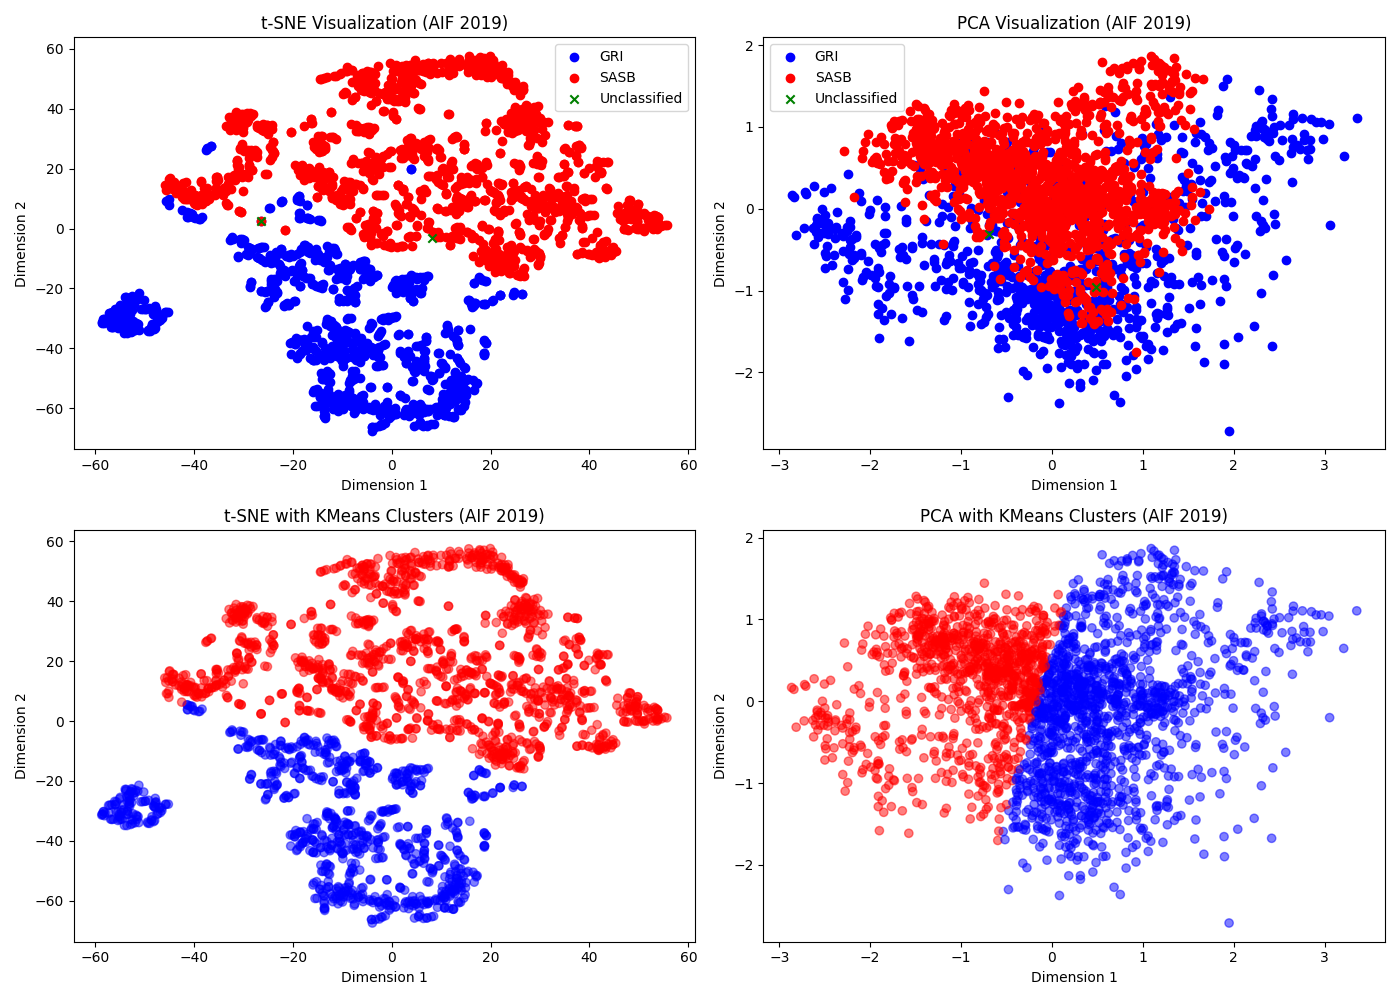 t-SNE Visualization (AIF 2019)
60
40
20
0
−20
−40
−60
Dimension 2
−60 −40 −20 0 20 40 60
Dimension 1
GRI
SASB
Unclassified
PCA Visualization (AIF 2019)
2
1
0
−1
−2
Dimension 2
−3 −2 −1 0 1 2 3
Dimension 1
GRI
SASB
Unclassified
t-SNE with KMeans Clusters (AIF 2019)
60
40
20
0
−20
−40
−60
Dimension 2
−60 −40 −20 0 20 40 60
Dimension 1
PCA with KMeans Clusters (AIF 2019)
2
1
0
−1
−2
Dimension 2
−3 −2 −1 0 1 2 3
Dimension 1